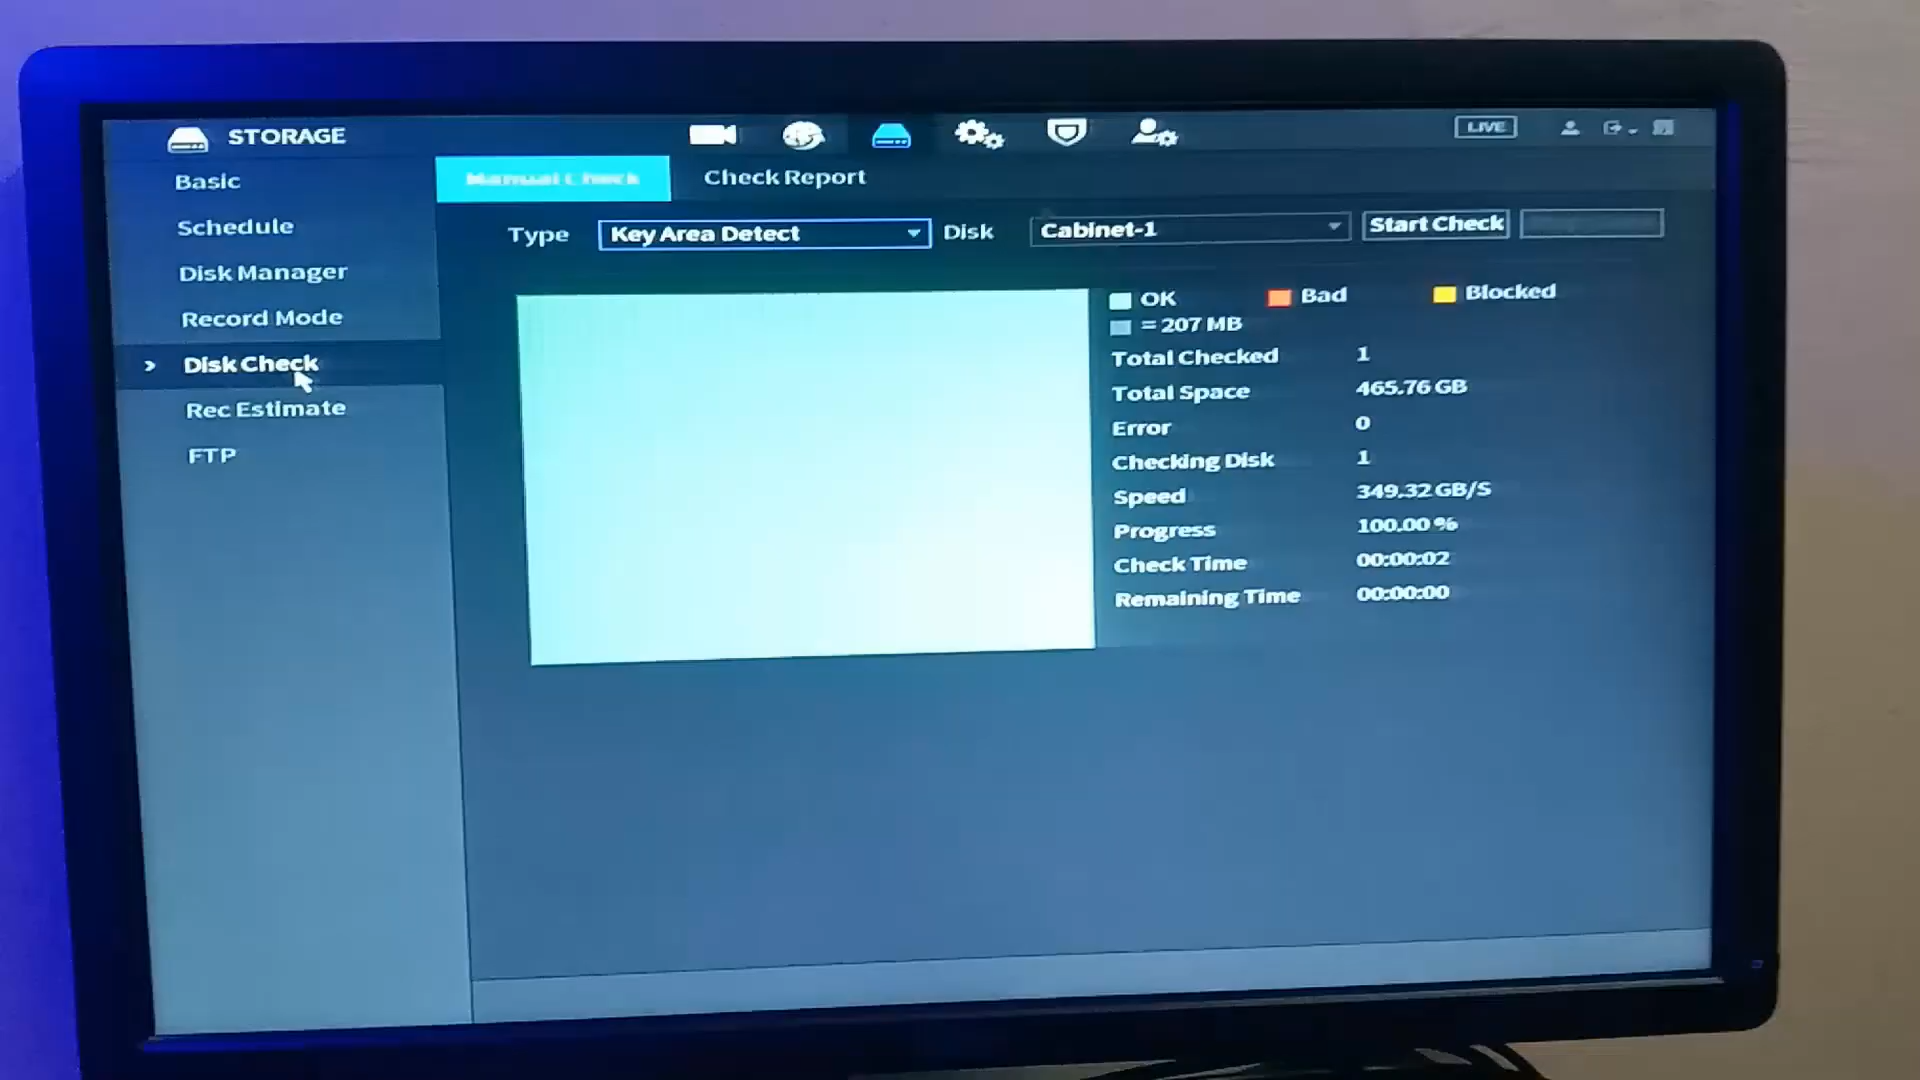 STORAGE
LIVE
Basic
Schedule
Disk Manager
Record Mode
Disk Check
Rec Estimate
FTP
Manual Check
Check Report
Type Key Area Detect Disk Cabinet-1 Start Check
OK Bad Blocked
= 207 MB
Total Checked 1
Total Space 465.76 GB
Error 0
Checking Disk 1
Speed 349.32 GB/S
Progress 100.00 %
Check Time 00:00:02
Remaining Time 00:00:00